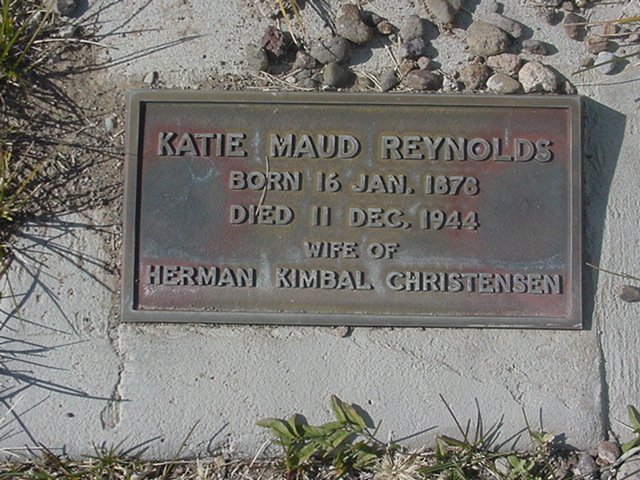 KATIE MAUD REYNOLDS
BORN 16 JAN. 1878
DIED 11 DEC. 1944
WIFE OF
HERMAN KIMBAL CHRISTENSEN